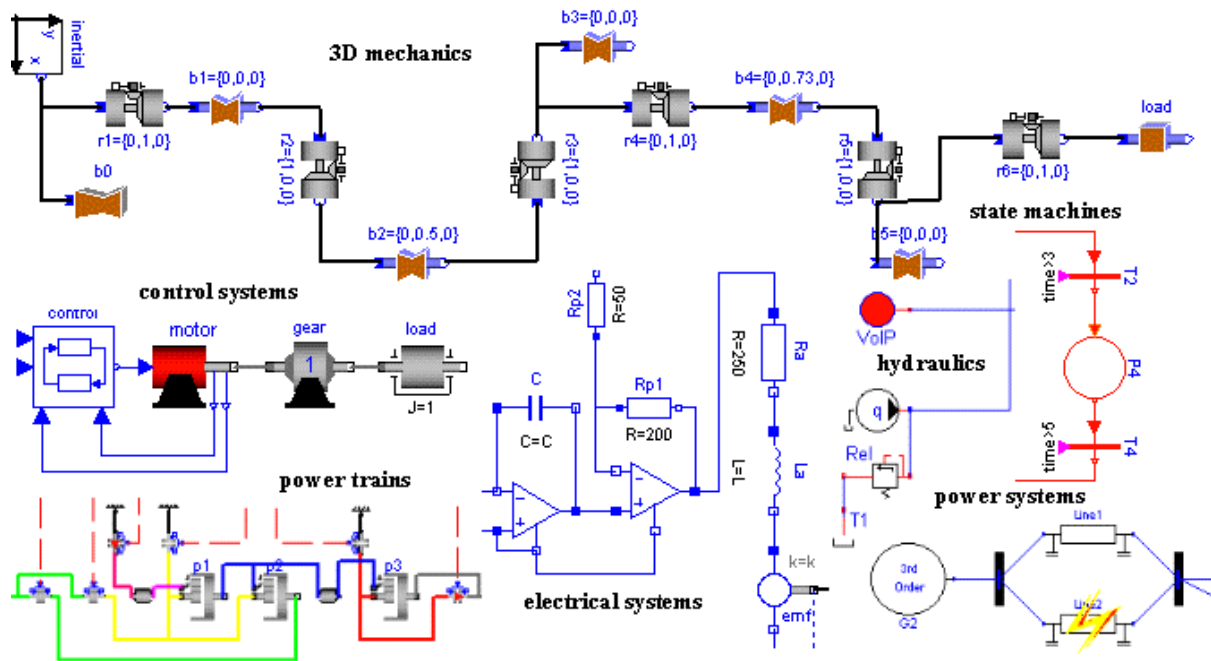 y
x
inertial
3D mechanics
b3={0,0,0}
b1={0,0,0}
b4={0,0.73,0}
load
r1={0,1,0}
r2={1,0,0}
r3={1,0,0}
r4={0,1,0}
r5={1,0,0}
r6={0,1,0}
b0
b2={0,0.5,0}
b5={0,0,0}
state machines
time>3
T2
P4
time>5
T4
control systems
control
motor
gear
load
1
J=1
Rp2
R=50
C
C=C
Rp1
R=200
R=250
Ra
L=L
La
k=k
emf
electrical systems
VolP
hydraulics
q
Rel
T1
power trains
p1
p2
p3
power systems
Line1
3rd
Order
G2
Line2